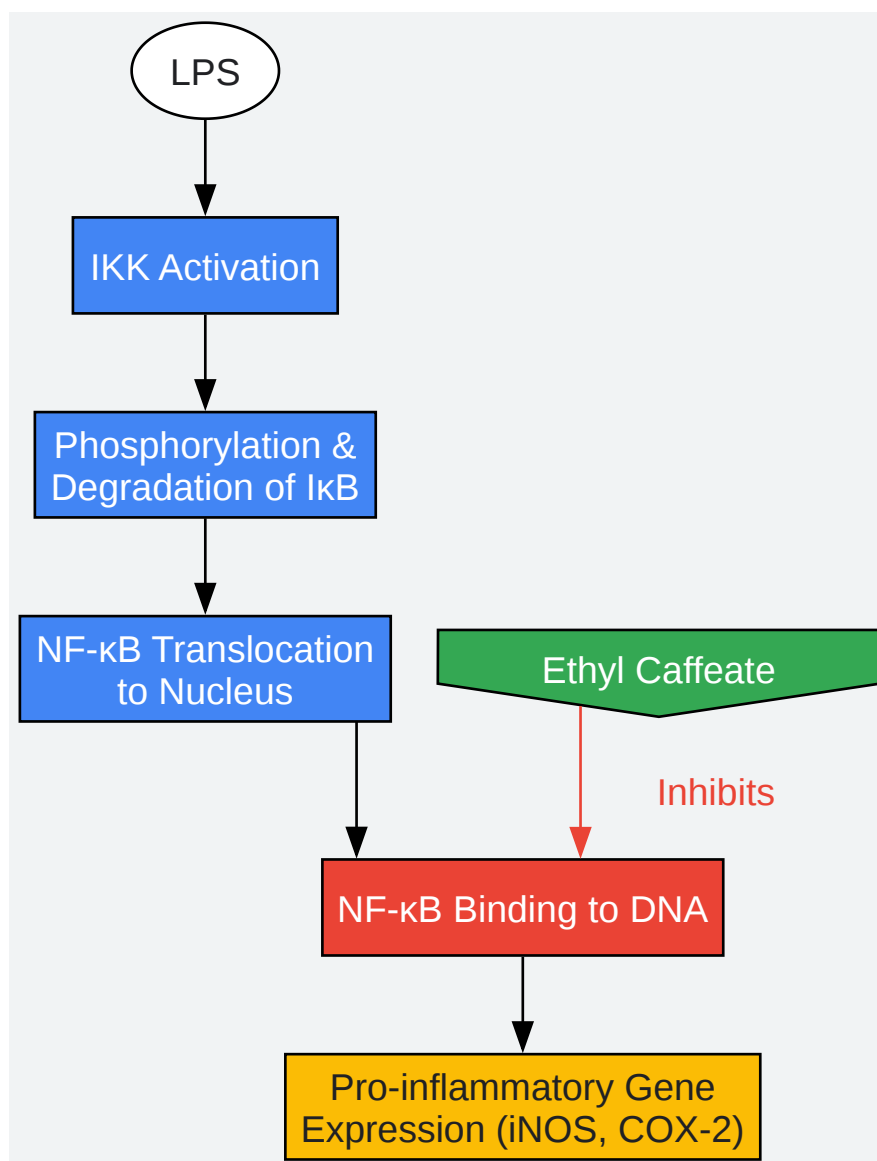 LPS
IKK Activation
Phosphorylation &
Degradation of IκB
NF-κB Translocation
to Nucleus
Ethyl Caffeate
Inhibits
NF-κB Binding to DNA
Pro-inflammatory Gene
Expression (iNOS, COX-2)